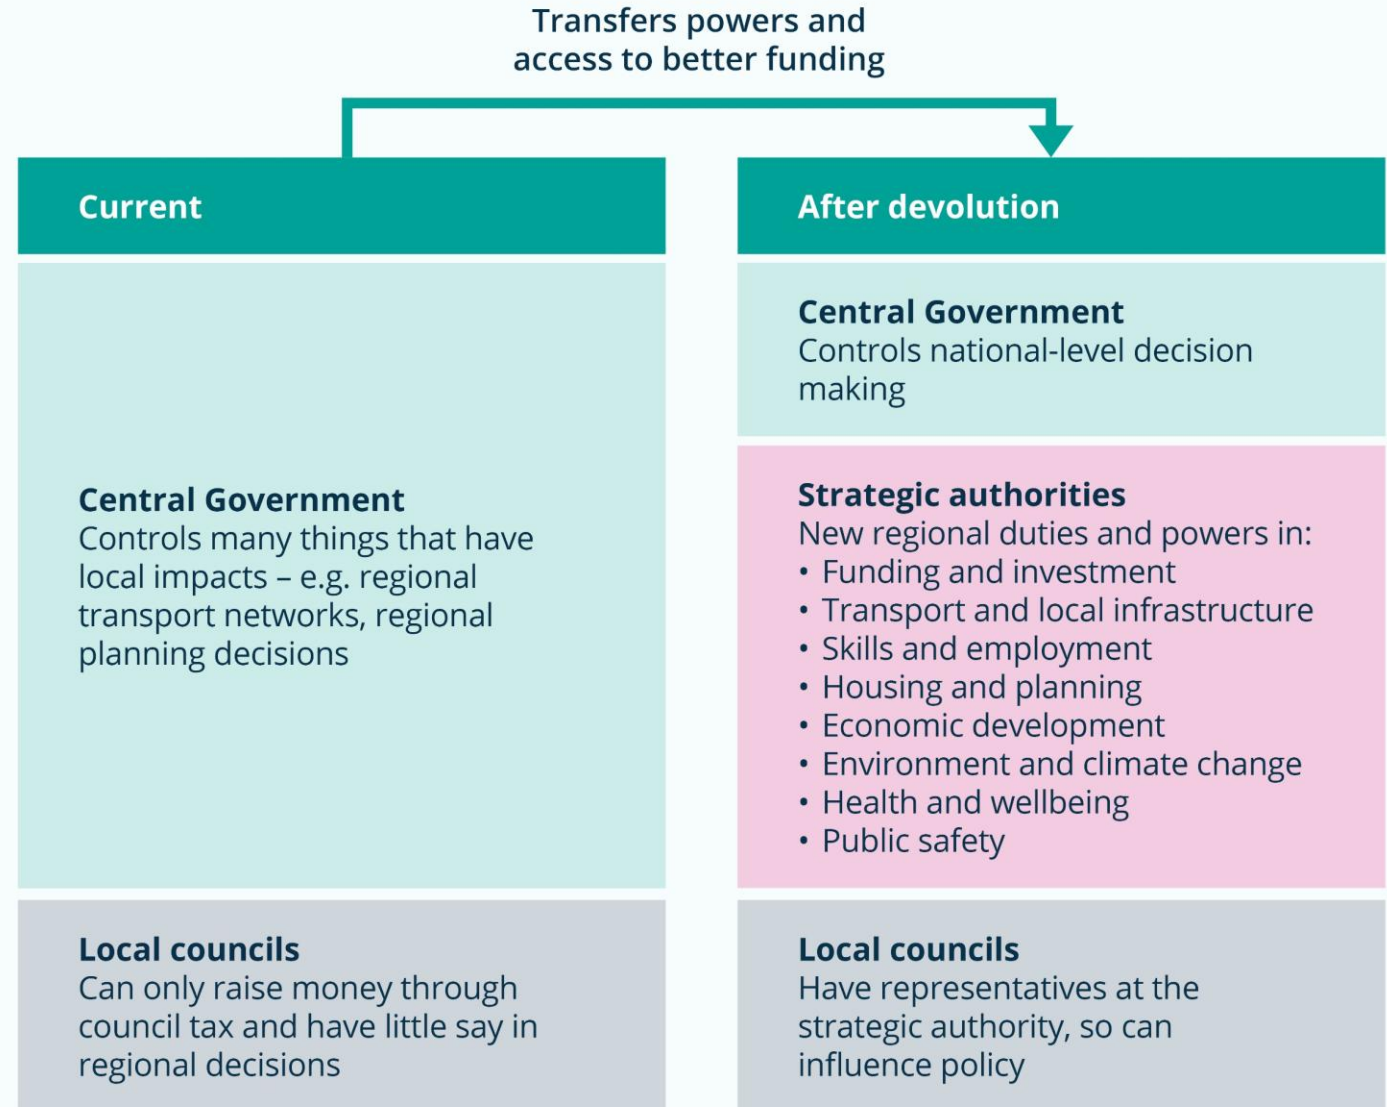 Transfers powers and
access to better funding
Current
Central Government
Controls many things that have
local impacts – e.g. regional
transport networks, regional
planning decisions
Local councils
Can only raise money through
council tax and have little say in
regional decisions
After devolution
Central Government
Controls national-level decision
making
Strategic authorities
New regional duties and powers in:
• Funding and investment
• Transport and local infrastructure
• Skills and employment
• Housing and planning
• Economic development
• Environment and climate change
• Health and wellbeing
• Public safety
Local councils
Have representatives at the
strategic authority, so can
influence policy